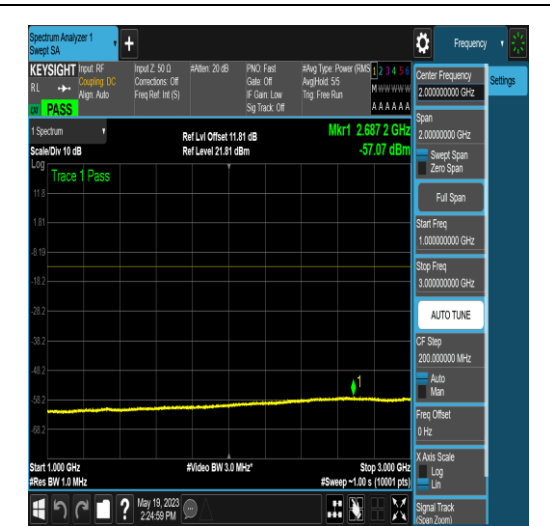 Spectrum Analyzer 1
Swept SA
+
Frequency
KEYSIGHT
RL
PASS
Input: RF
Coupling: DC
Align: Auto
Input Z: 50 Ω
Corrections: Off
Freq Ref: Int (S)
#Atten: 20 dB
PNO: Fast
Gate: Off
IF Gain: Low
Sig Track: Off
#Avg Type: Power (RMS
Avg|Hold: 5/5
Trig: Free Run
1 2 3 4 5 6
M W W W W W
A A A A A A
1 Spectrum
Scale/Div 10 dB
Ref Lvl Offset 11.81 dB
Ref Level 21.81 dBm
Mkr1 2.687 2 GHz
-57.07 dBm
Log
Trace 1 Pass
11.8
1.81
-8.19
-18.2
-28.2
-38.2
-48.2
-58.2
-68.2
1
Start 1.000 GHz
#Res BW 1.0 MHz
#Video BW 3.0 MHz*
Stop 3.000 GHz
#Sweep ~1.00 s (10001 pts)
May 19, 2023
2:24:59 PM
?
Center Frequency
2.000000000 GHz
Settings
Span
2.00000000 GHz
Swept Span
Zero Span
Full Span
Start Freq
1.000000000 GHz
Stop Freq
3.000000000 GHz
AUTO TUNE
CF Step
200.000000 MHz
Auto
Man
Freq Offset
0 Hz
X Axis Scale
Log
Lin
Signal Track
(Span Zoom)